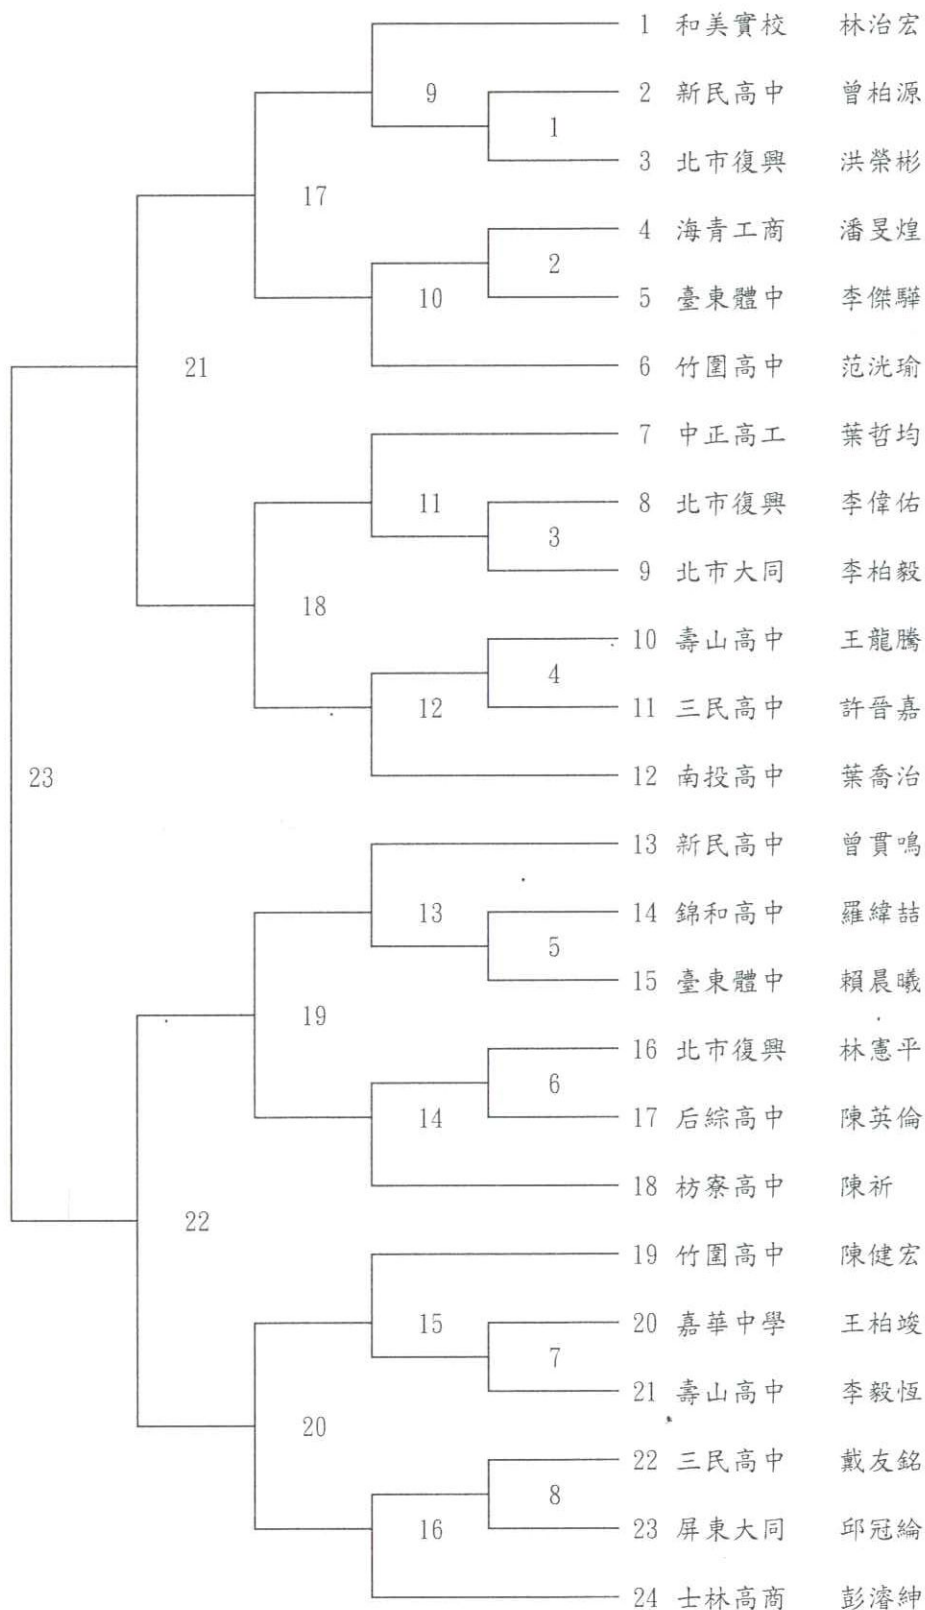 1 和美實校 林治宏
9
2 新民高中 曾柏源
1
3 北市復興 洪榮彬
17
4 海青工商 潘旻煌
2
10
5 臺東體中 李傑驊
21
6 竹圍高中 范洸瑜
7 中正高工 葉哲均
11
8 北市復興 李偉佑
3
9 北市大同 李柏毅
18
10 壽山高中 王龍騰
4
12
11 三民高中 許晉嘉
23
12 南投高中 葉喬治
13 新民高中 曾貫鳴
13
14 錦和高中 羅緯喆
5
15 臺東體中 賴晨曦
19
16 北市復興 林憲平
6
14
17 后綜高中 陳英倫
18 枋寮高中 陳祈
22
19 竹圍高中 陳健宏
15
20 嘉華中學 王柏竣
7
21 壽山高中 李毅恆
20
22 三民高中 戴友銘
8
16
23 屏東大同 邱冠綸
24 士林高商 彭濬紳